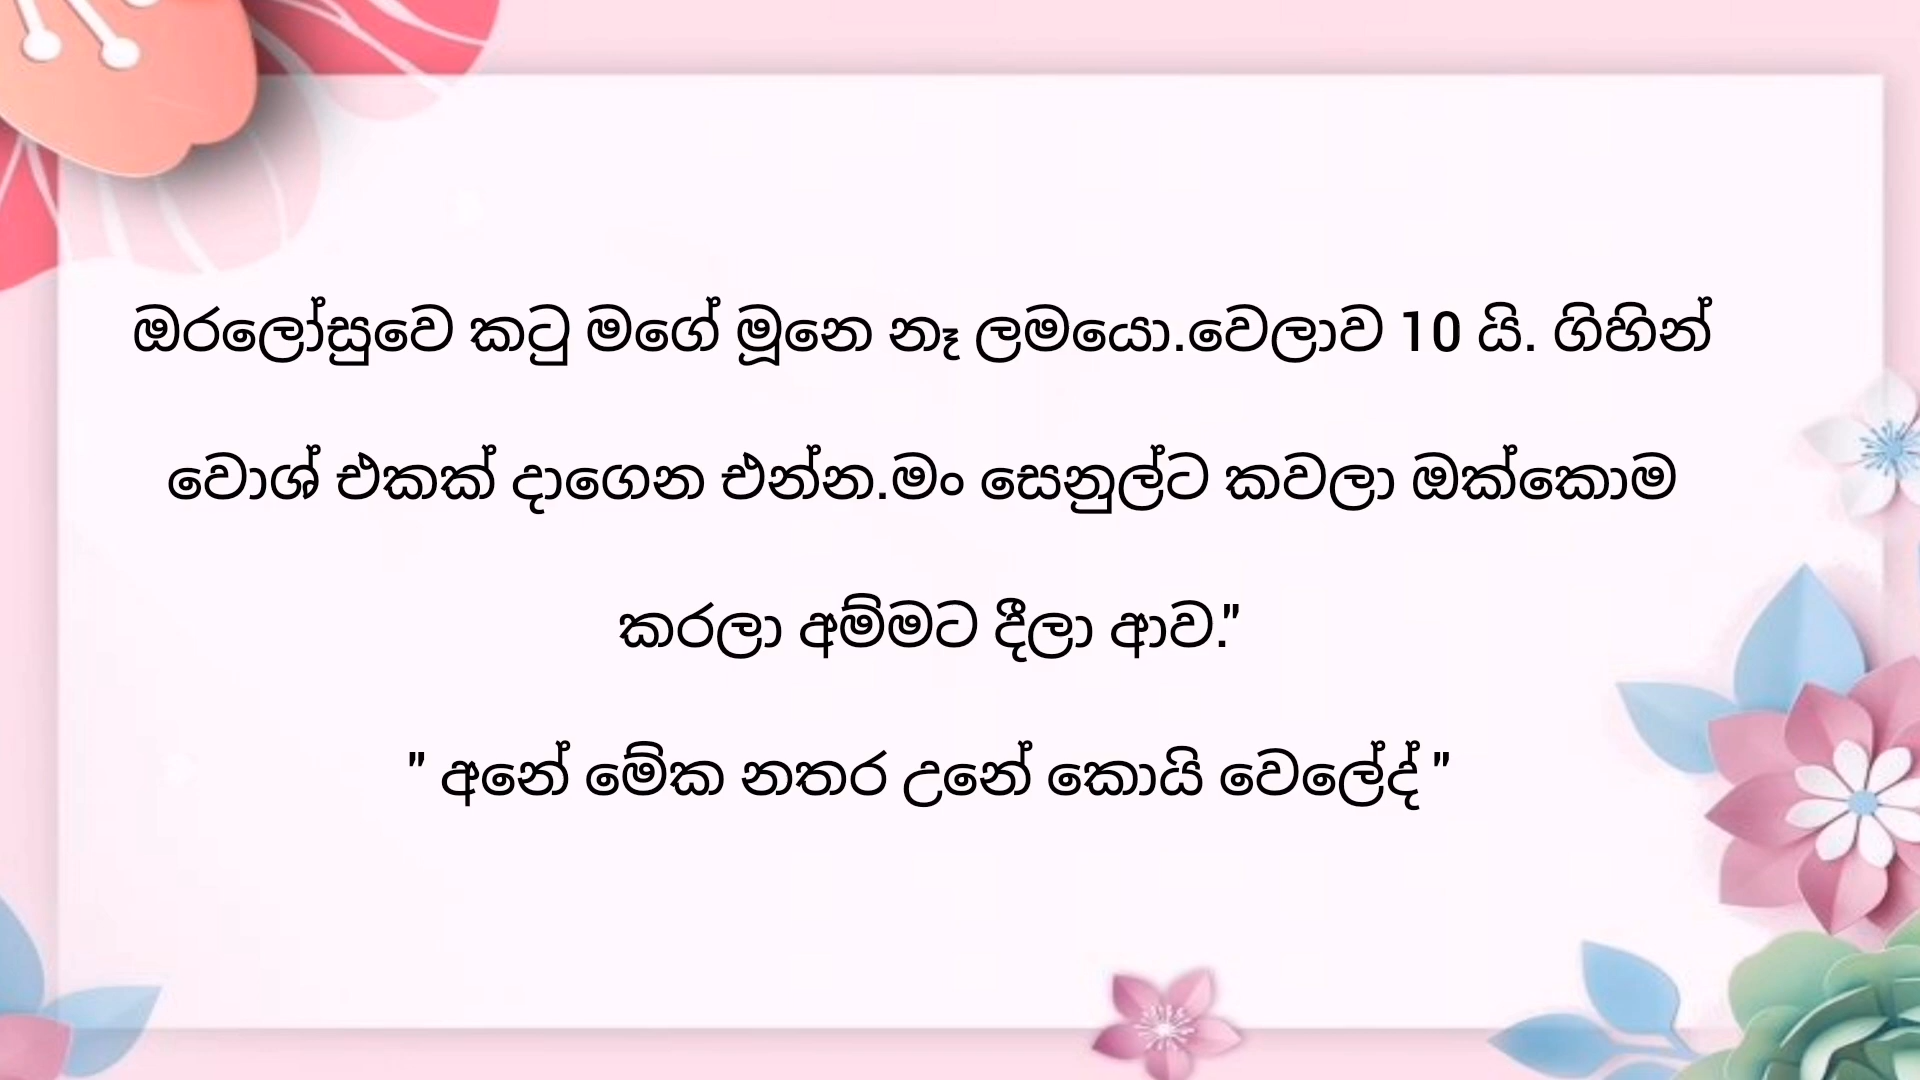 ඔරලෝසුවෙ කටු මගේ මූනෙ නෑ ලමයො.වෙලාව 10 යි. ගිහින්
වොශ් එකක් දාගෙන එන්න.මං සෙනුල්ට කවලා ඔක්කොම
කරලා අම්මට දීලා ආව."
" අනේ මේක නතර උනේ කොයි වෙලේද් "